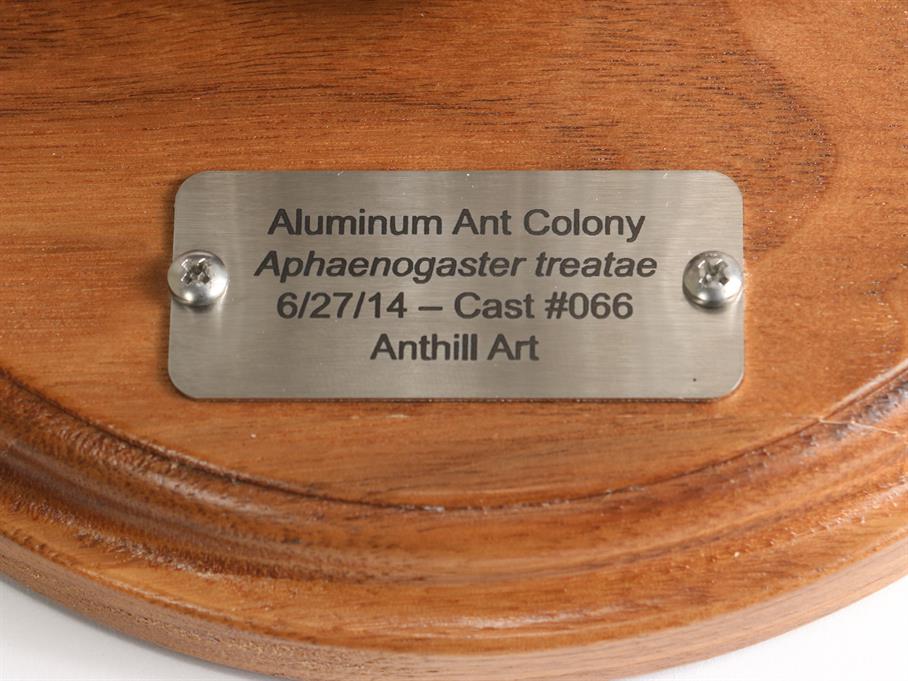 Aluminum Ant Colony
Aphaenogaster treatae
6/27/14 – Cast #066
Anthill Art